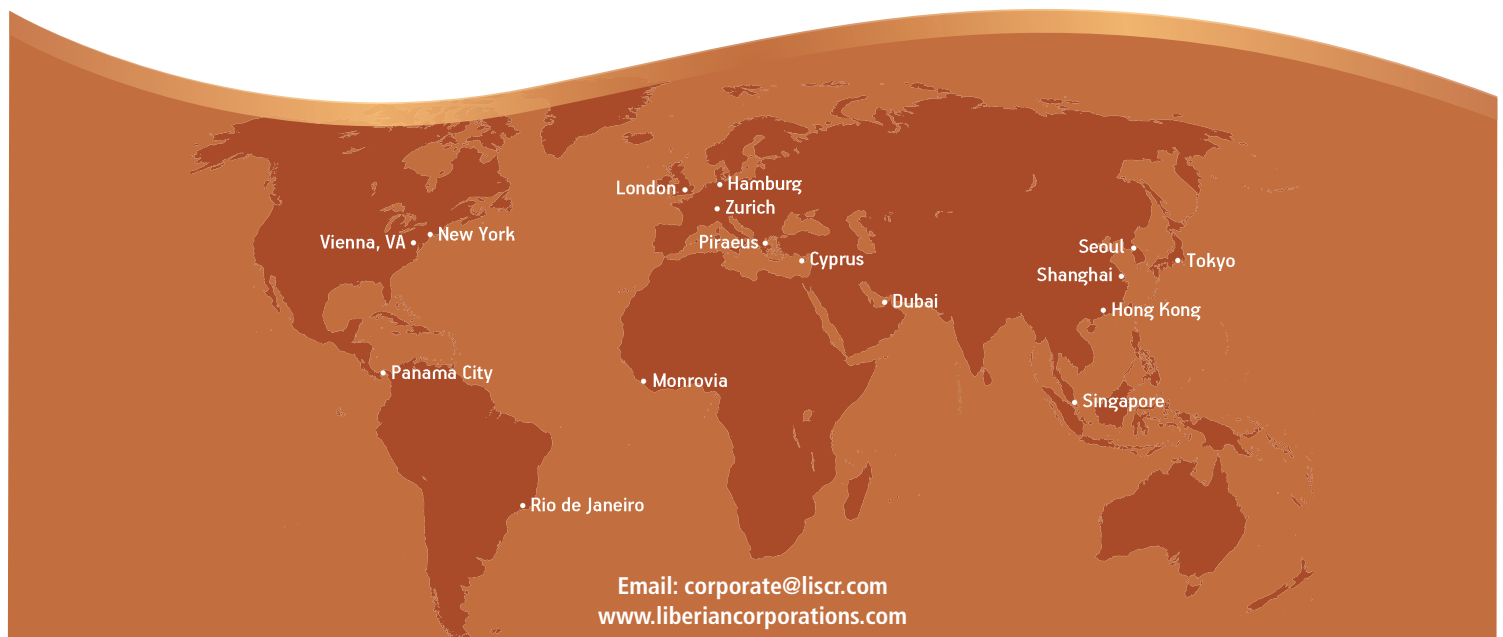 London
Hamburg
Zurich
Vienna, VA
New York
Piraeus
Cyprus
Seoul
Tokyo
Shanghai
Dubai
Hong Kong
Panama City
Monrovia
Singapore
Rio de Janeiro
Email: corporate@liscr.com
www.liberiancorporations.com